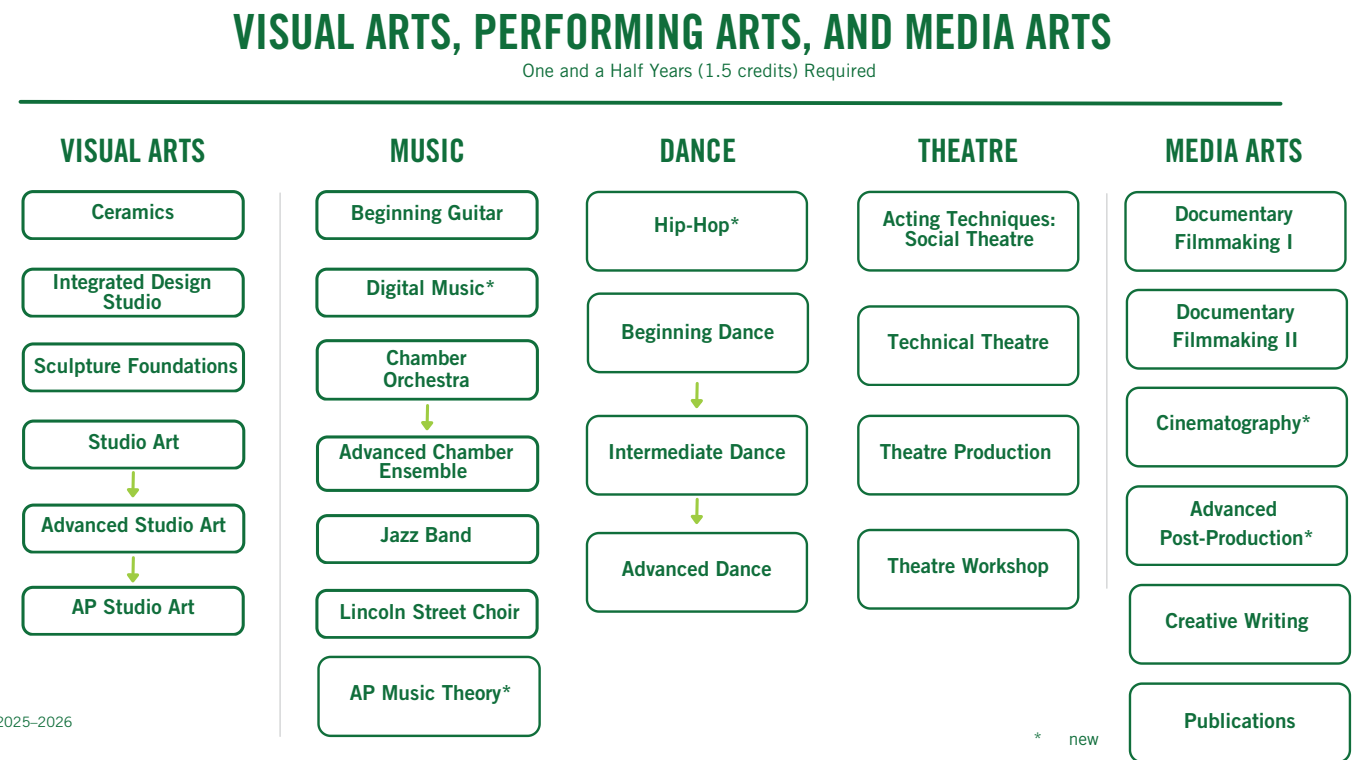 VISUAL ARTS, PERFORMING ARTS, AND MEDIA ARTS
One and a Half Years (1.5 credits) Required
VISUAL ARTS
Ceramics
Integrated Design
Studio
Sculpture Foundations
Studio Art
Advanced Studio Art
AP Studio Art
MUSIC
Beginning Guitar
Digital Music*
Chamber
Orchestra
Advanced Chamber
Ensemble
Jazz Band
Lincoln Street Choir
AP Music Theory*
DANCE
Hip-Hop*
Beginning Dance
Intermediate Dance
Advanced Dance
THEATRE
Acting Techniques:
Social Theatre
Technical Theatre
Theatre Production
Theatre Workshop
MEDIA ARTS
Documentary
Filmmaking I
Documentary
Filmmaking II
Cinematography*
Advanced
Post-Production*
Creative Writing
Publications
2025–2026
* new